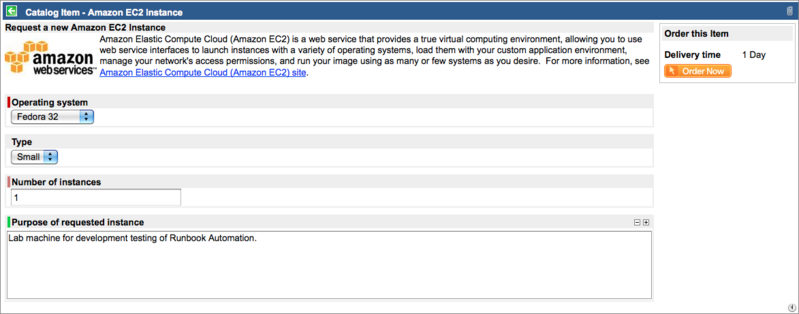 Catalog Item - Amazon EC2 Instance
Request a new Amazon EC2 Instance
amazon
webservices™
Amazon Elastic Compute Cloud (Amazon EC2) is a web service that provides a true virtual computing environment, allowing you to use
web service interfaces to launch instances with a variety of operating systems, load them with your custom application environment,
manage your network's access permissions, and run your image using as many or few systems as you desire. For more information, see
Amazon Elastic Compute Cloud (Amazon EC2) site.
Order this Item
Delivery time 1 Day
Order Now
Operating system
Fedora 32
Type
Small
Number of instances
1
Purpose of requested instance
Lab machine for development testing of Runbook Automation.